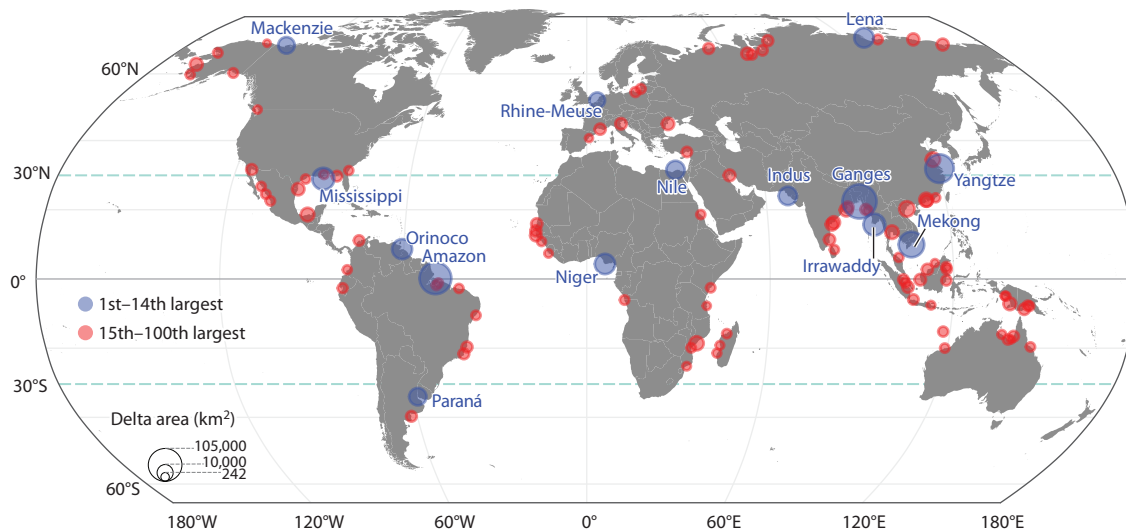 Mackenzie
Lena
60°N
Rhine-Meuse
30°N
Mississippi
Nile
Indus
Ganges
Yangtze
Orinoco
Amazon
Mekong
Niger
Irrawaddy
0°
1st–14th largest
15th–100th largest
30°S
Paraná
Delta area (km²)
105,000
10,000
242
60°S
180°W
120°W
60°W
0°
60°E
120°E
180°E